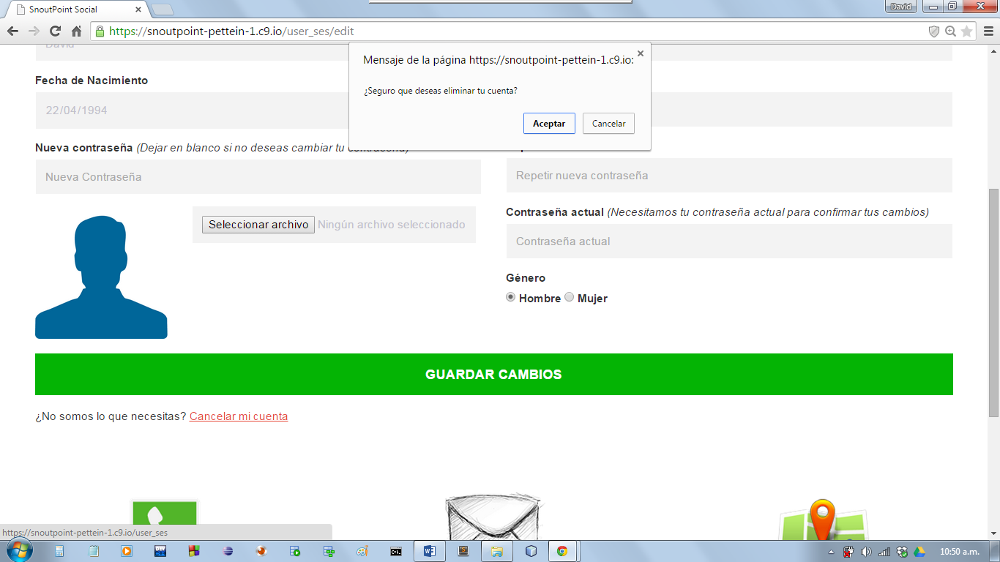 SnoutPoint Social
David
https://snoutpoint-pettein-1.c9.io/user_ses/edit
David
Mensaje de la página https://snoutpoint-pettein-1.c9.io:
¿Seguro que deseas eliminar tu cuenta?
Aceptar Cancelar
Fecha de Nacimiento
22/04/1994
Nueva contraseña (Dejar en blanco si no deseas cambiar tu contraseña)
Nueva Contraseña
Repetir nueva contraseña
Seleccionar archivo Ningún archivo seleccionado
Contraseña actual (Necesitamos tu contraseña actual para confirmar tus cambios)
Contraseña actual
Género
Hombre Mujer
GUARDAR CAMBIOS
¿No somos lo que necesitas? Cancelar mi cuenta
https://snoutpoint-pettein-1.c9.io/user_ses
10:50 a.m.